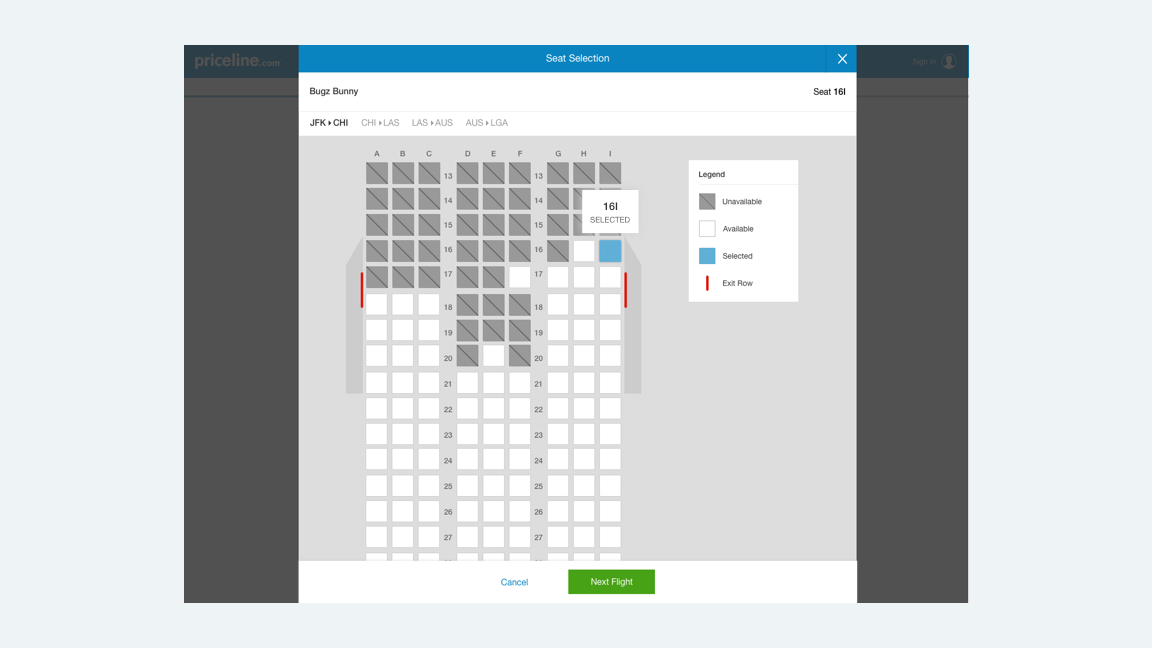 priceline.com
Seat Selection
Sign in
Bugz Bunny
Seat 16I
JFK CHI CHI LAS LAS AUS AUS LGA
A B C D E F G H I
13 13
14 14
15 15
16 16
17 17
18 18
19 19
20 20
21 21
22 22
23 23
24 24
25 25
26 26
27 27
16I
SELECTED
Legend
Unavailable
Available
Selected
Exit Row
Cancel
Next Flight